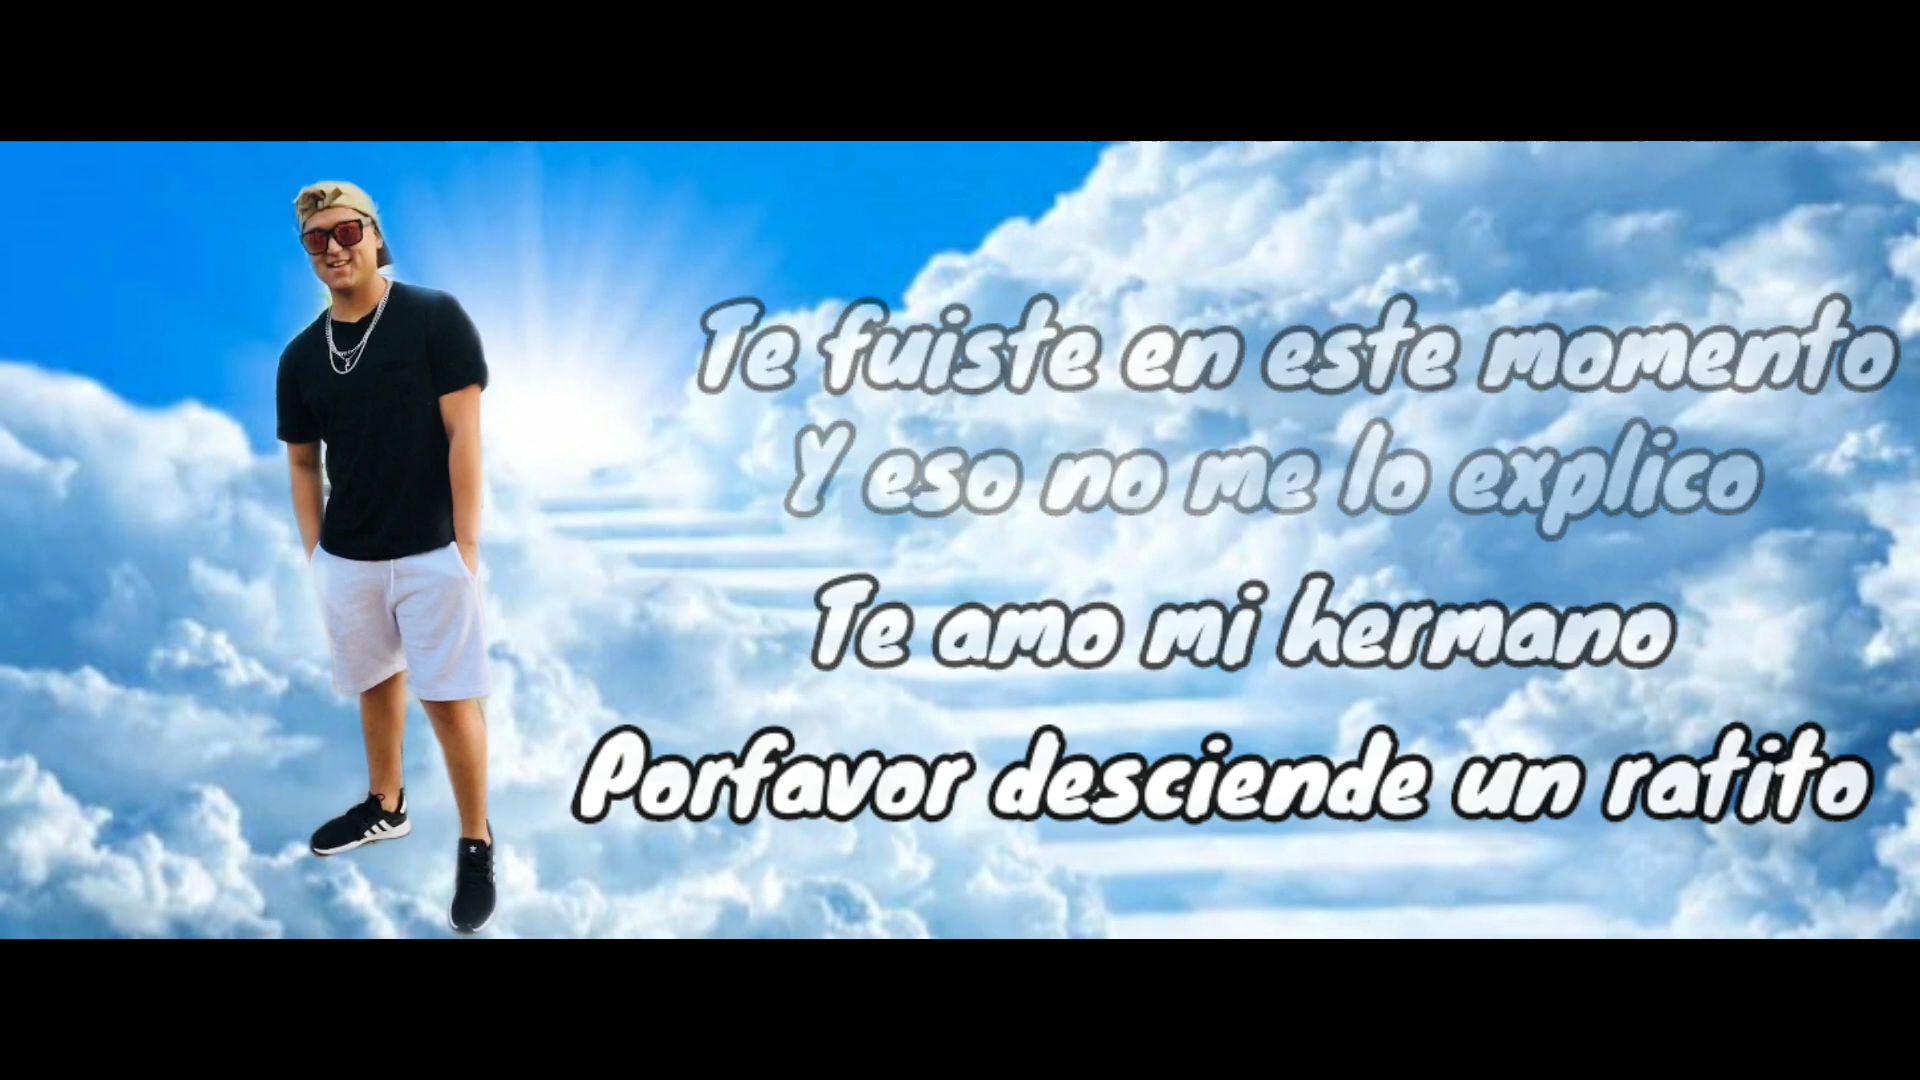 Te fuiste en este momento
Y eso no me lo explico
Te amo mi hermano
Porfavor desciende un ratito